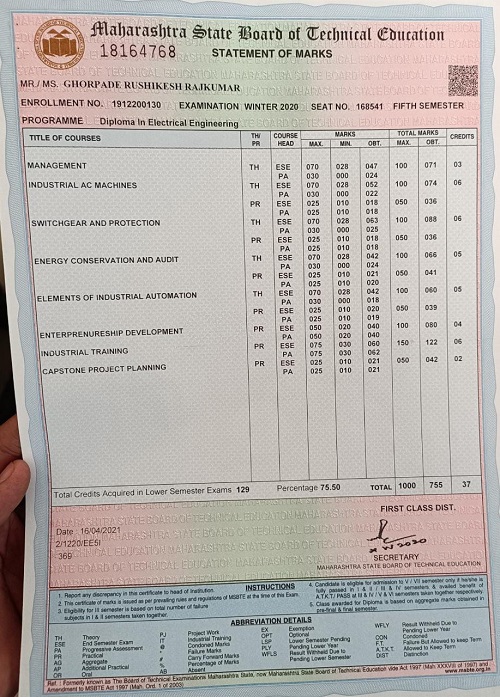 Maharashtra State Board of Technical Education
18164768
STATEMENT OF MARKS
MR./ MS. GHORPADE RUSHIKESH RAJKUMAR
ENROLLMENT NO. 1912200130 EXAMINATION WINTER 2020 SEAT NO. 168541 FIFTH SEMESTER
PROGRAMME Diploma In Electrical Engineering
TITLE OF COURSES TH/ PR COURSE HEAD MARKS MAX. MIN. OBT. TOTAL MARKS MAX. OBT. CREDITS
MANAGEMENT TH ESE 070 028 047 100 071 03
PA 030 000 024
INDUSTRIAL AC MACHINES TH ESE 070 028 052 100 074 06
PA 030 000 022
PR ESE 025 010 018 050 036
PA 025 010 018
SWITCHGEAR AND PROTECTION TH ESE 070 028 063 100 088 06
PA 030 000 025
PR ESE 025 010 018 050 036
PA 025 010 018
ENERGY CONSERVATION AND AUDIT TH ESE 070 028 042 100 066 05
PA 030 000 024
PR ESE 025 010 021 050 041
PA 025 010 020
ELEMENTS OF INDUSTRIAL AUTOMATION TH ESE 070 028 042 100 060 05
PA 030 000 018
PR ESE 025 010 020 050 039
PA 025 010 019
ENTERPRENURESHIP DEVELOPMENT PR ESE 050 020 040 100 080 04
PA 050 020 040
INDUSTRIAL TRAINING PR ESE 075 030 060 150 122 06
PA 075 030 062
CAPSTONE PROJECT PLANNING PR ESE 025 010 021 050 042 02
PA 025 010 021
Total Credits Acquired in Lower Semester Exams 129 Percentage 75.50 TOTAL 1000 755 37
FIRST CLASS DIST.
Date 16/04/2021
2/1220/EE5I
369
SECRETARY
MAHARASHTRA STATE BOARD OF TECHNICAL EDUCATION
INSTRUCTIONS
1. Report any discrepancy in this certificate to head of Institution.
2. This certificate of marks is issued as per prevailing rules and regulations of MSBTE at the time of this Exam.
3. Eligibility for III semester is based on total number of failure
subjects in I & II semesters taken together.
4. Candidate is eligible for admission to V / VII semester only if he/she is
fully passed in I & II / III & IV semesters & availed benefit of
A.T.K.T./ PASS at III & IV / V & VI semesters taken together respectively.
5. Class awarded for Diploma is based on aggregate marks obtained in
pre-final & final semester.
ABBREVIATION DETAILS
TH Theory
ESE End Semester Exam
PA Progressive Assessment
PR Practical
AG Aggregate
AP Additional Practical
OR Oral
PJ Project Work
IT Industrial Training
@ Condoned Marks
* Failure Marks
# Carry Forward Marks
% Percentage of Marks
AB Absent
EX Exemption
OPT Optional
LSP Lower Semester Pending
PLY Pending Lower Year
WFLS Result Withheld Due to
Pending Lower Semester
WFLY Result Withheld Due to
Pending Lower Year
CON Condoned
F.T. Failure But Allowed to Keep Term
A.T.K.T. Allowed to Keep Term
DIST Distinction
Ref. : Formerly known as The Board of Technical Examinations Maharashtra State, now Maharashtra State Board of Technical Education vide Act 1997 (Mah XXXVIII of 1997) and
Amendment to MSBTE Act 1997 (Mah. Ord. 1 of 2003)
www.msbte.org.in